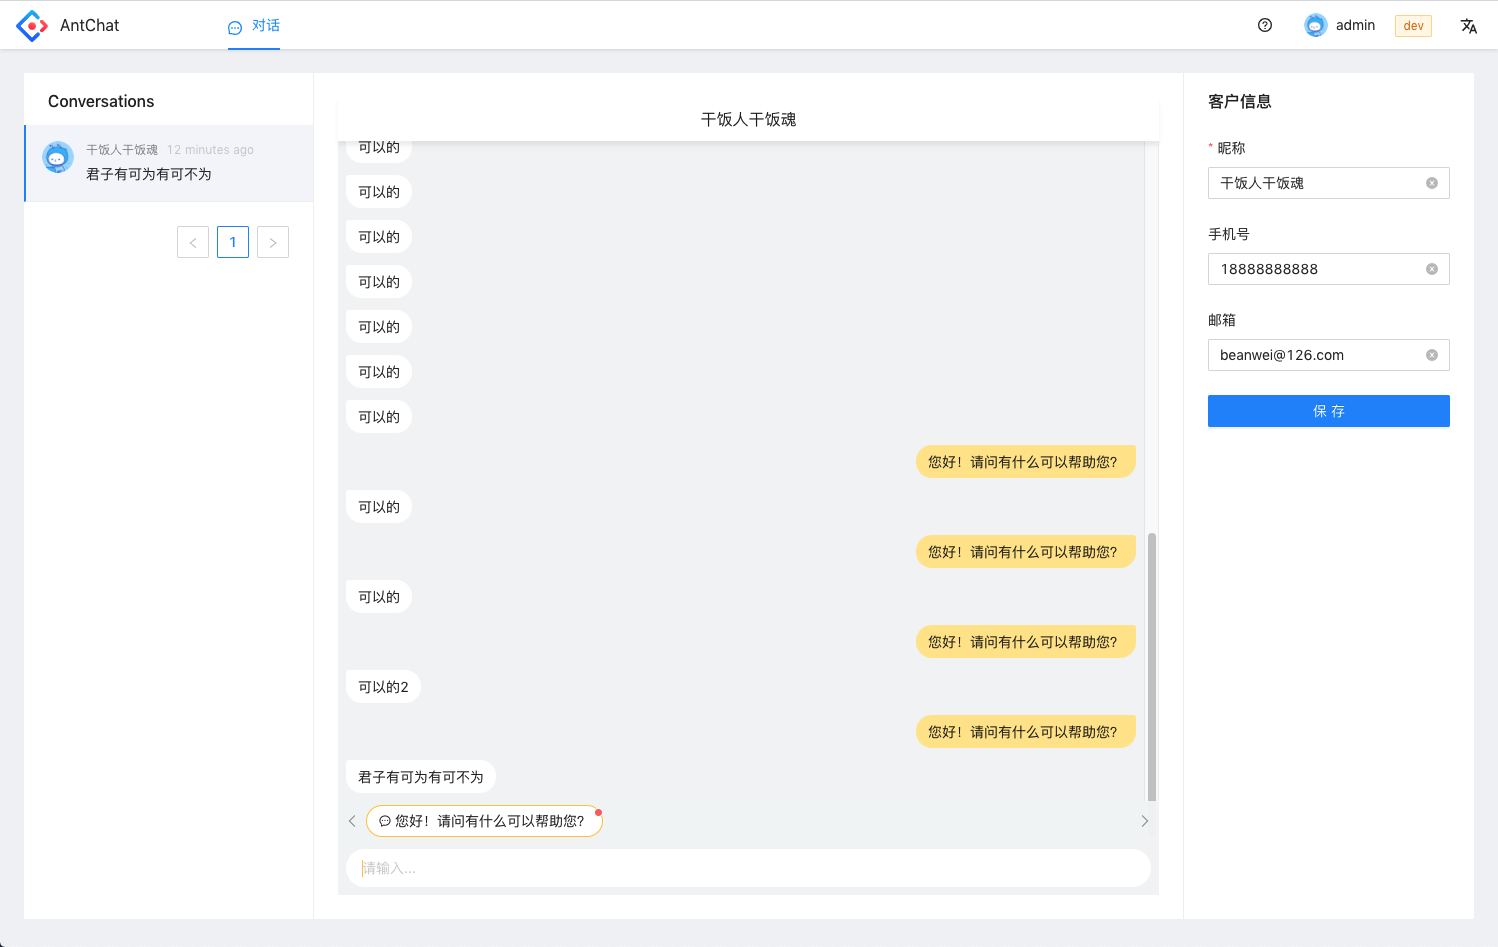 AntChat
对话
admin
dev
Conversations
干饭人干饭魂 12 minutes ago
君子有可为有可不为
1
干饭人干饭魂
可以的
可以的
可以的
可以的
可以的
可以的
可以的
您好！请问有什么可以帮助您?
可以的
您好！请问有什么可以帮助您?
可以的
您好！请问有什么可以帮助您?
可以的2
您好！请问有什么可以帮助您?
君子有可为有可不为
您好！请问有什么可以帮助您?
请输入...
客户信息
* 昵称
干饭人干饭魂
手机号
18888888888
邮箱
beanwei@126.com
保 存